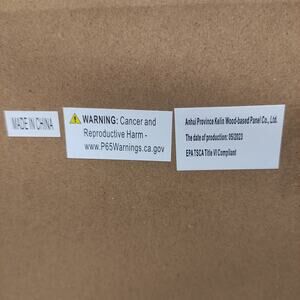 MADE IN CHINA
WARNING: Cancer and
Reproductive Harm -
www.P65Warnings.ca.gov
Anhui Province Kelin Wood-based Panel Co., Ltd.
The date of production: 05/2023
EPA TSCA Title VI Compliant